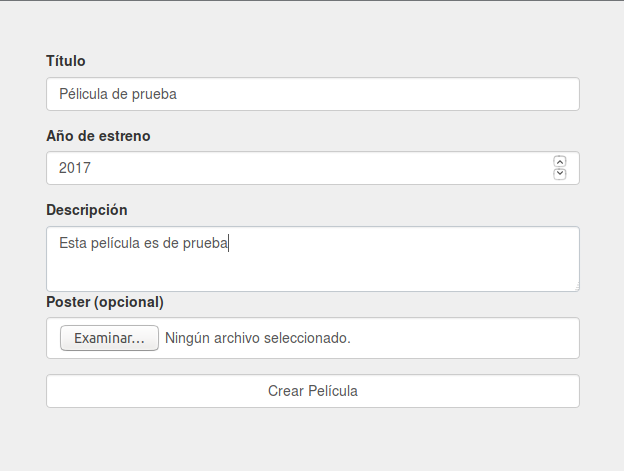 Título
Pélicula de prueba
Año de estreno
2017
Descripción
Esta película es de prueba
Poster (opcional)
Examinar... Ningún archivo seleccionado.
Crear Película